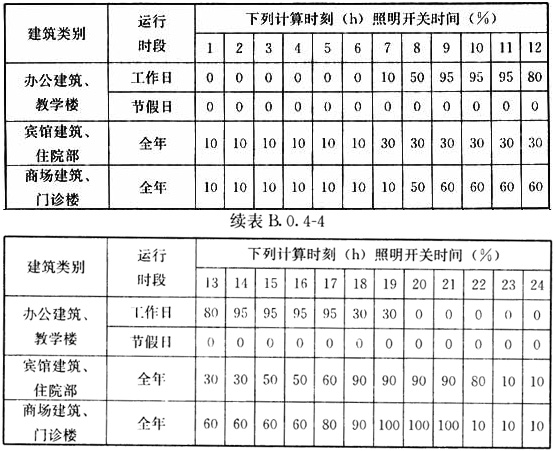 建筑类别 运行时段 下列计算时刻（h）照明开关时间（%）
1 2 3 4 5 6 7 8 9 10 11 12
办公建筑、教学楼 工作日 0 0 0 0 0 0 10 50 95 95 95 80
节假日 0 0 0 0 0 0 0 0 0 0 0 0
宾馆建筑、住院部 全年 10 10 10 10 10 10 30 30 30 30 30 30
商场建筑、门诊楼 全年 10 10 10 10 10 10 10 50 60 60 60 60
续表 B.0.4-4
建筑类别 运行时段 下列计算时刻（h）照明开关时间（%）
13 14 15 16 17 18 19 20 21 22 23 24
办公建筑、教学楼 工作日 80 95 95 95 95 30 30 0 0 0 0 0
节假日 0 0 0 0 0 0 0 0 0 0 0 0
宾馆建筑、住院部 全年 30 30 50 50 60 90 90 90 90 80 10 10
商场建筑、门诊楼 全年 60 60 60 60 80 90 100 100 100 10 10 10